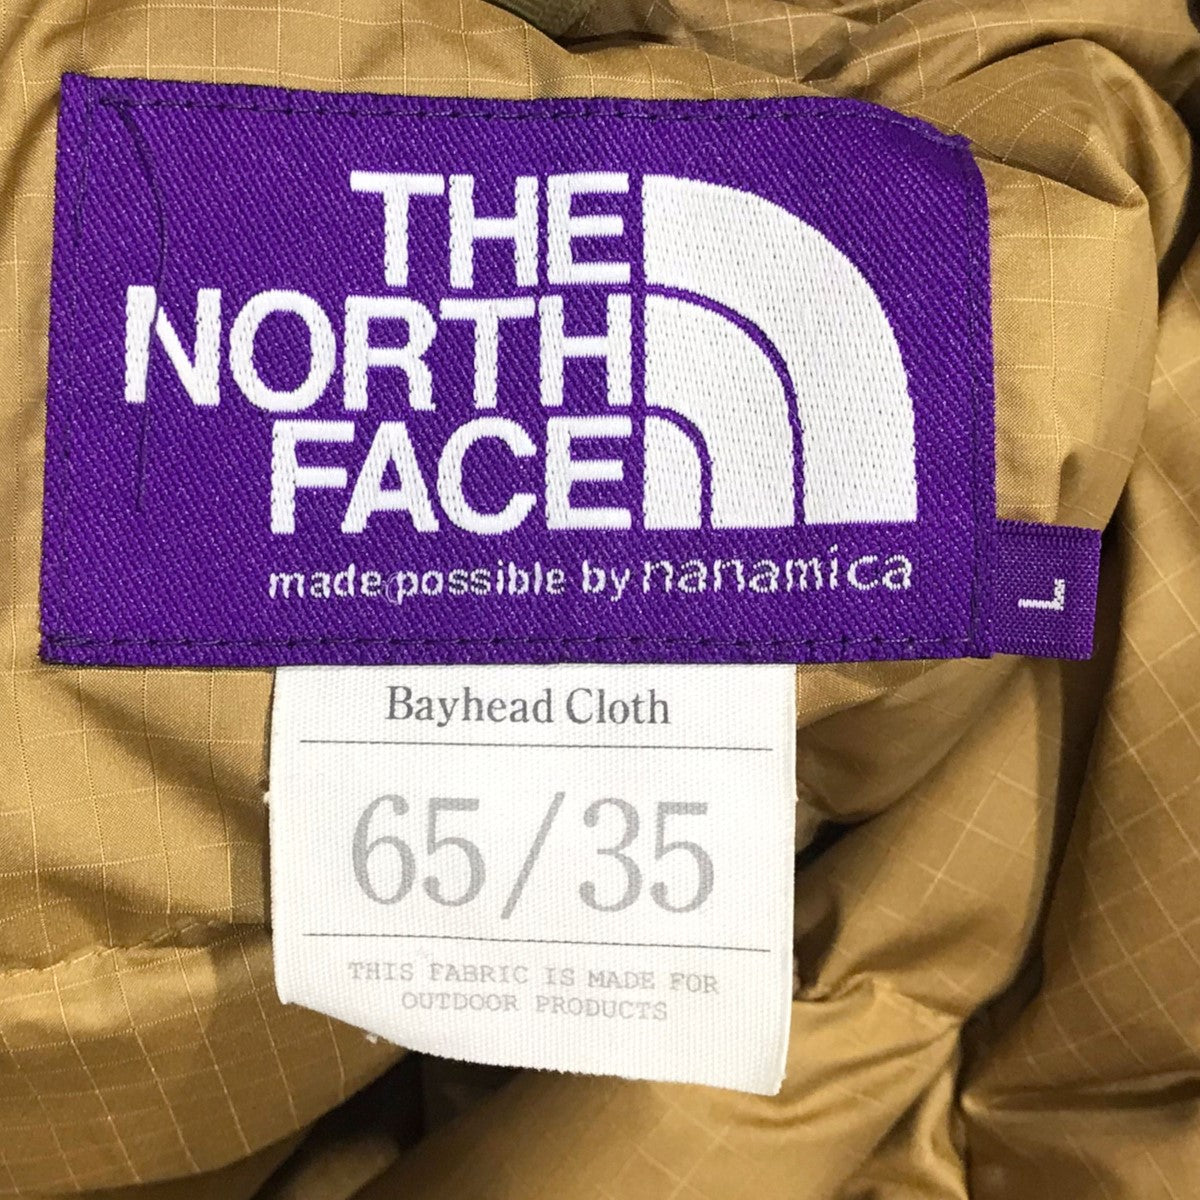 THE
NORTH
FACE
made possible by nanamica
L
Bayhead Cloth
65/35
THIS FABRIC IS MADE FOR
OUTDOOR PRODUCTS